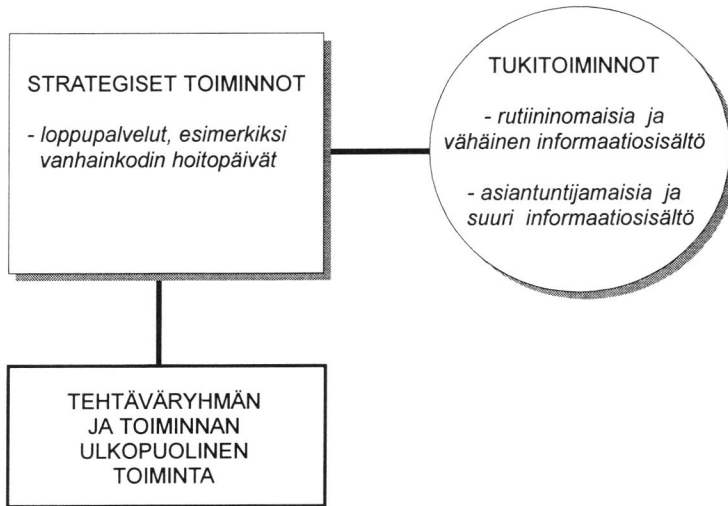 STRATEGISET TOIMINNOT
- loppupalvelut, esimerkiksi
vanhainkodin hoitopäivät
TUKITOIMINNOT
- rutiininomaisia ja
vähäinen informaatiosisältö
- asiantuntijamaisia ja
suuri informaatiosisältö
TEHTÄVÄRYHMÄN
JA TOIMINNAN
ULKOPUOLINEN
TOIMINTA